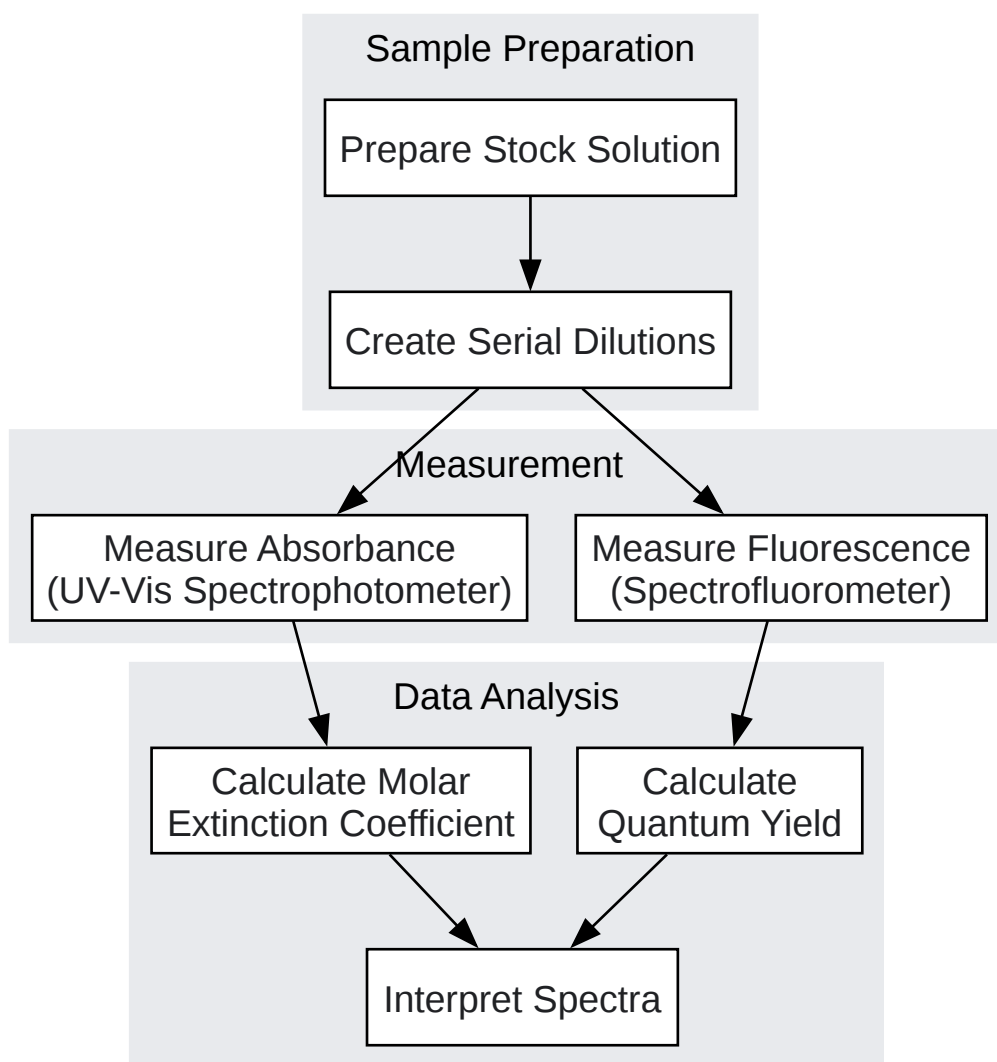 Sample Preparation
Prepare Stock Solution
Create Serial Dilutions
Measurement
Measure Absorbance
(UV-Vis Spectrophotometer)
Measure Fluorescence
(Spectrofluorometer)
Data Analysis
Calculate Molar
Extinction Coefficient
Calculate
Quantum Yield
Interpret Spectra